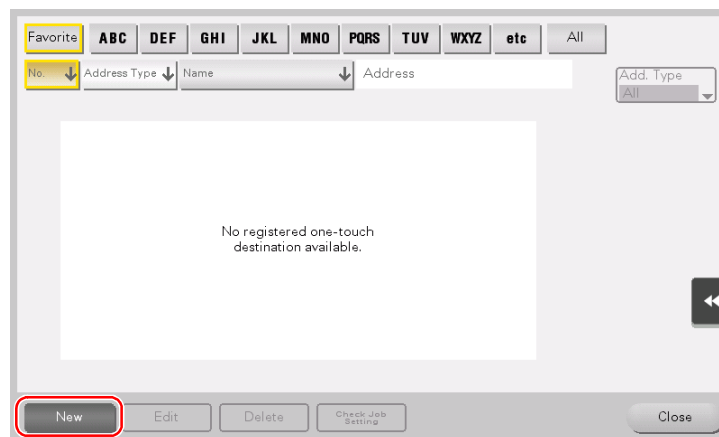 Favorite ABC DEF GHI JKL MNO PQRS TUV WXYZ etc All
No. Address Type Name Address Add. Type
All
No registered one-touch
destination available.
New Edit Delete Check Job Close
Setting